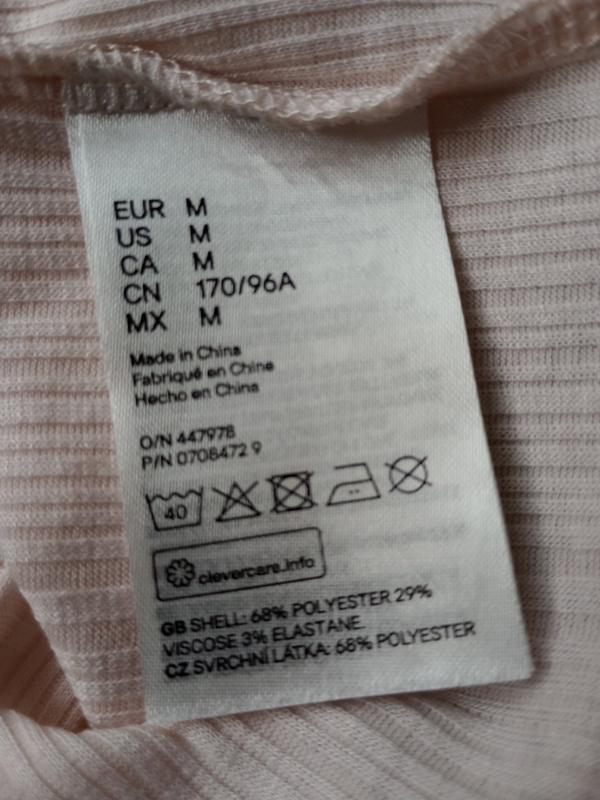 EUR M
US M
CA M
CN 170/96A
MX M
Made in China
Fabriqué en Chine
Hecho en China
O/N 447978
P/N 0708472 9
40
clevercare.info
GB SHELL: 68% POLYESTER 29%
VISCOSE 3% ELASTANE.
CZ SVRCHNÍ LÁTKA: 68% POLYESTER